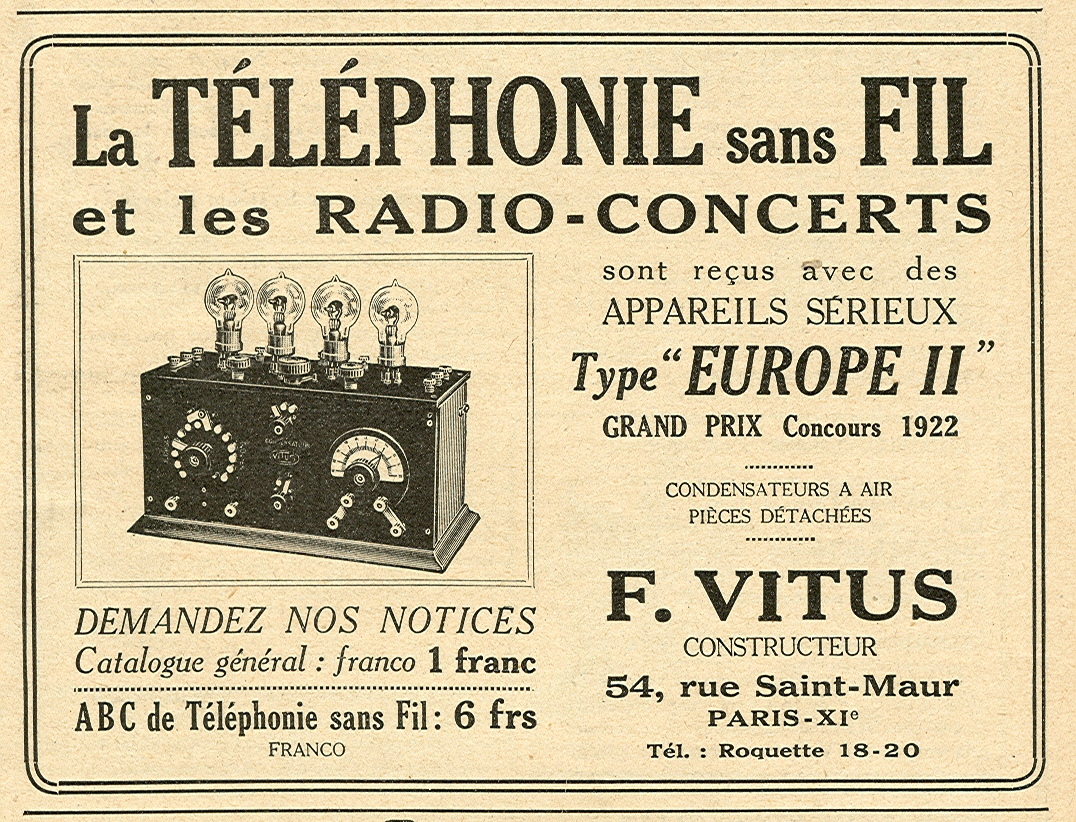 La TÉLÉPHONIE sans FIL
et les RADIO-CONCERTS
sont reçus avec des
APPAREILS SÉRIEUX
Type “EUROPE II”
GRAND PRIX Concours 1922
CONDENSATEURS A AIR
PIÈCES DÉTACHÉES
F. VITUS
CONSTRUCTEUR
54, rue Saint-Maur
PARIS-XIe
Tél. : Roquette 18-20
VITUS
DEMANDEZ NOS NOTICES
Catalogue général : franco 1 franc
ABC de Téléphonie sans Fil : 6 frs
FRANCO